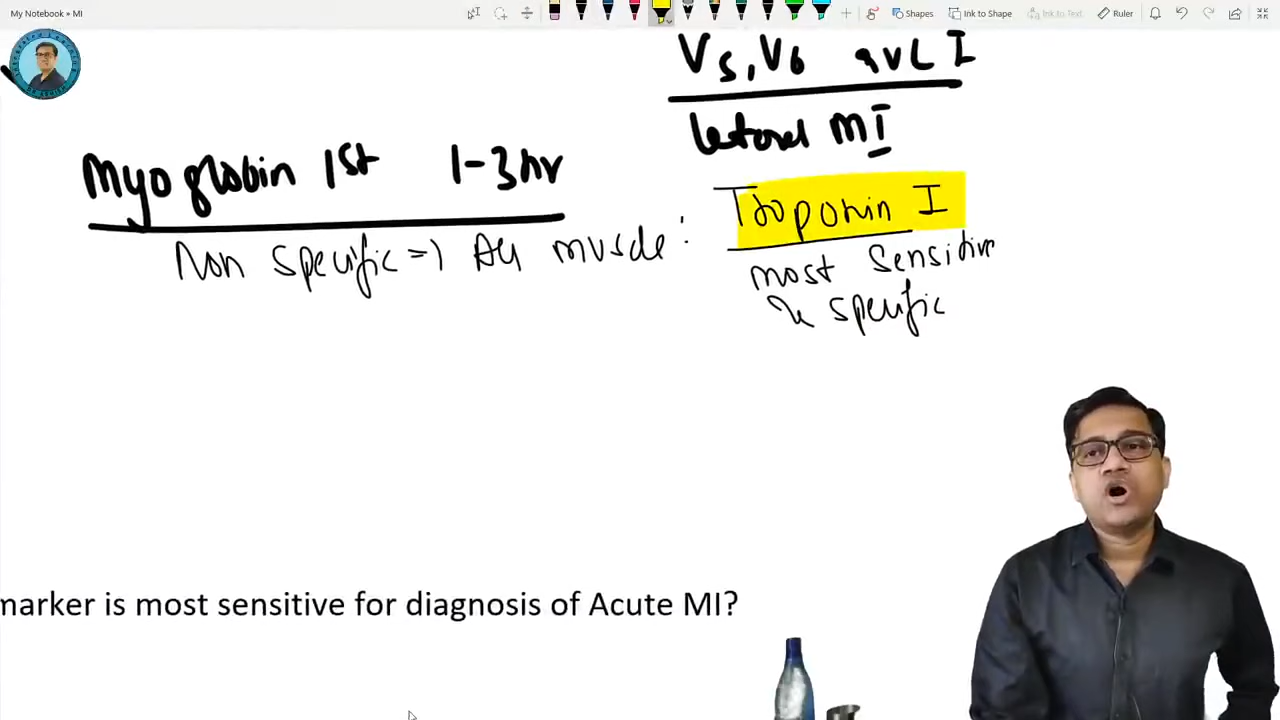 My Notebook » MI
Shapes Ink to Shape Ink to Text Ruler
V5, V6 avL I
lateral MI
Myoglobin 1st 1-3hr
Non specific => All muscle :
Troponin I
most sensitive
& specific
marker is most sensitive for diagnosis of Acute MI?